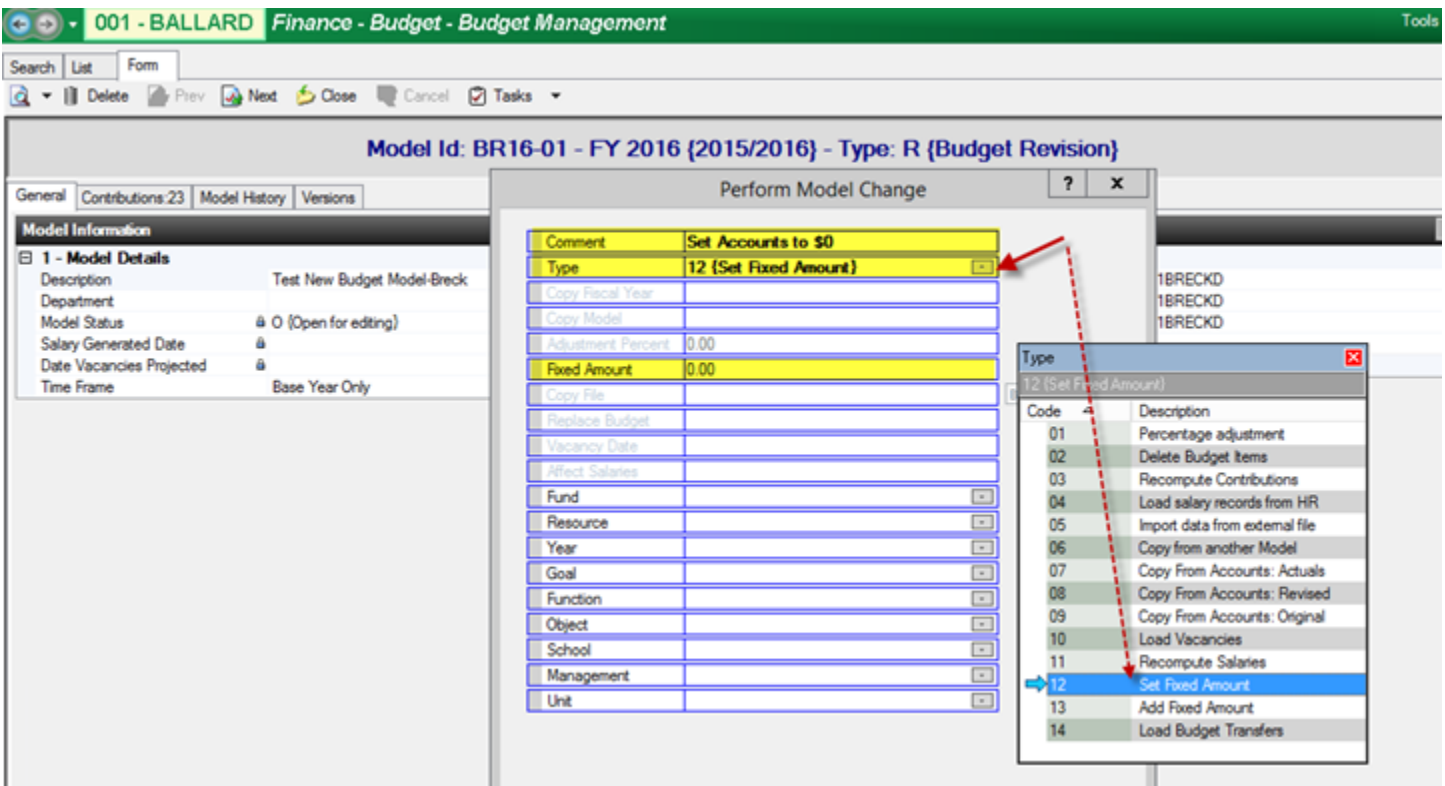 001 - BALLARD Finance - Budget - Budget Management Tools
Search List Form
Delete Prev Next Close Cancel Tasks
Model Id: BR16-01 - FY 2016 {2015/2016} - Type: R {Budget Revision}
General Contributions:23 Model History Versions
Model Information
1 - Model Details
Description Test New Budget Model-Breck
Department
Model Status O {Open for editing}
Salary Generated Date
Date Vacancies Projected
Time Frame Base Year Only
Perform Model Change ? x
Comment Set Accounts to $0
Type 12 {Set Fixed Amount}
Copy Fiscal Year
Copy Model
Adjustment Percent 0.00
Fixed Amount 0.00
Copy File
Replace Budget
Vacancy Date
Affect Salaries
Fund
Resource
Year
Goal
Function
Object
School
Management
Unit
1BRECKD
1BRECKD
1BRECKD
Type
12 {Set Fixed Amount}
Code Description
01 Percentage adjustment
02 Delete Budget Items
03 Recompute Contributions
04 Load salary records from HR
05 Import data from external file
06 Copy from another Model
07 Copy From Accounts: Actuals
08 Copy From Accounts: Revised
09 Copy From Accounts: Original
10 Load Vacancies
11 Recompute Salaries
12 Set Fixed Amount
13 Add Fixed Amount
14 Load Budget Transfers